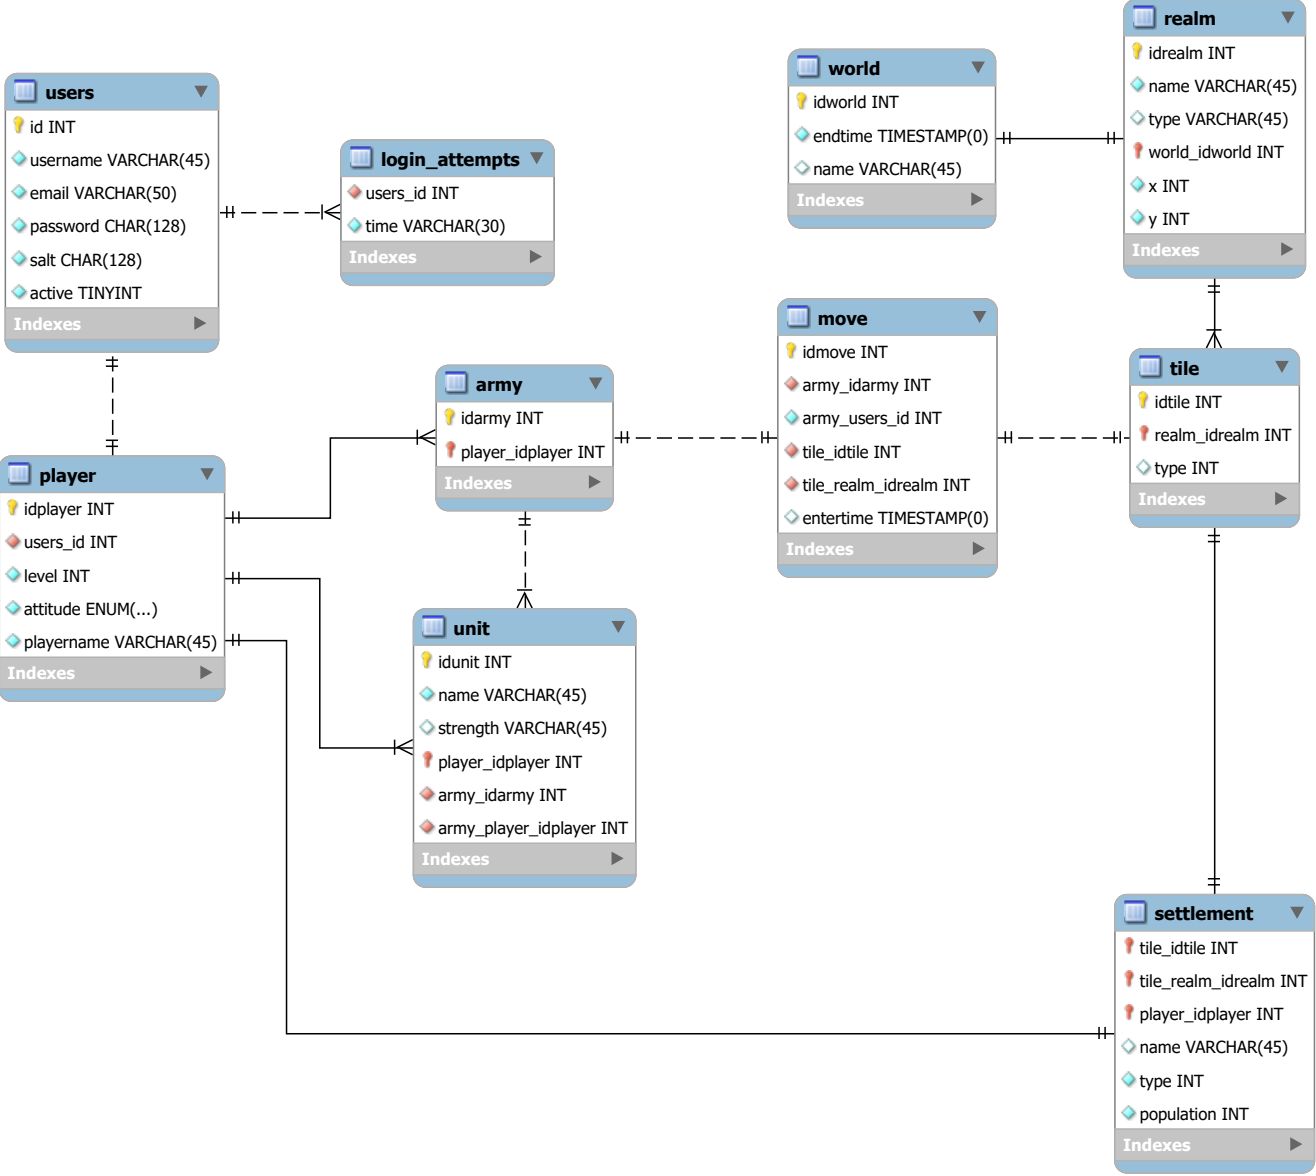 users
id INT
username VARCHAR(45)
email VARCHAR(50)
password CHAR(128)
salt CHAR(128)
active TINYINT
Indexes
login_attempts
users_id INT
time VARCHAR(30)
Indexes
world
idworld INT
endtime TIMESTAMP(0)
name VARCHAR(45)
Indexes
realm
idrealm INT
name VARCHAR(45)
type VARCHAR(45)
world_idworld INT
x INT
y INT
Indexes
player
idplayer INT
users_id INT
level INT
attitude ENUM(...)
playername VARCHAR(45)
Indexes
army
idarmy INT
player_idplayer INT
Indexes
move
idmove INT
army_idarmy INT
army_users_id INT
tile_idtile INT
tile_realm_idrealm INT
entertime TIMESTAMP(0)
Indexes
tile
idtile INT
realm_idrealm INT
type INT
Indexes
unit
idunit INT
name VARCHAR(45)
strength VARCHAR(45)
player_idplayer INT
army_idarmy INT
army_player_idplayer INT
Indexes
settlement
tile_idtile INT
tile_realm_idrealm INT
player_idplayer INT
name VARCHAR(45)
type INT
population INT
Indexes